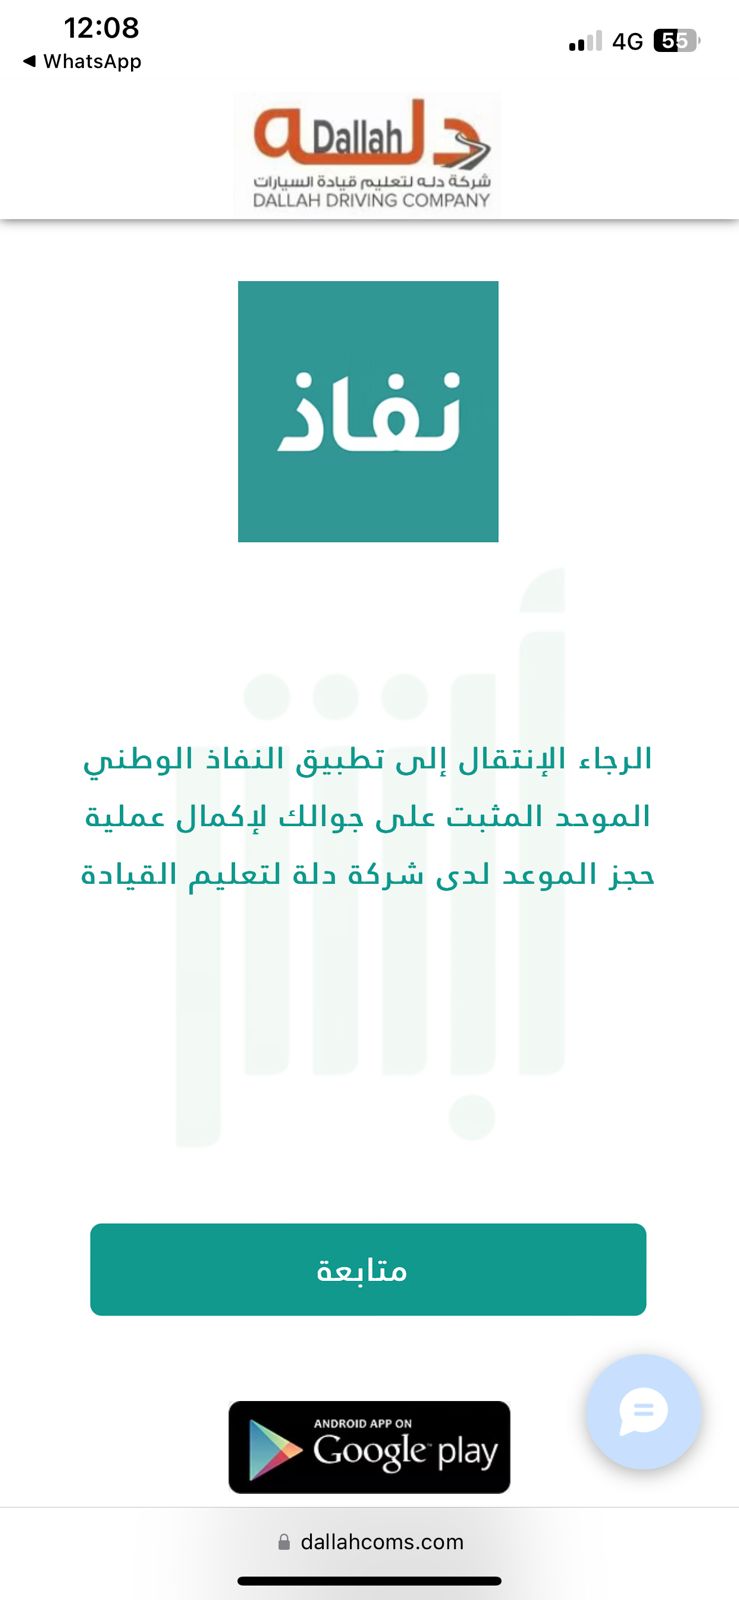 12:08
4G 55
◀ WhatsApp
دله Dallah
شركة دله لتعليم قيادة السيارات
DALLAH DRIVING COMPANY
نفاذ
أبشر
الرجاء الإنتقال إلى تطبيق النفاذ الوطني
الموحد المثبت على جوالك لإكمال عملية
حجز الموعد لدى شركة دلة لتعليم القيادة
متابعة
ANDROID APP ON
Google play
dallahcoms.com